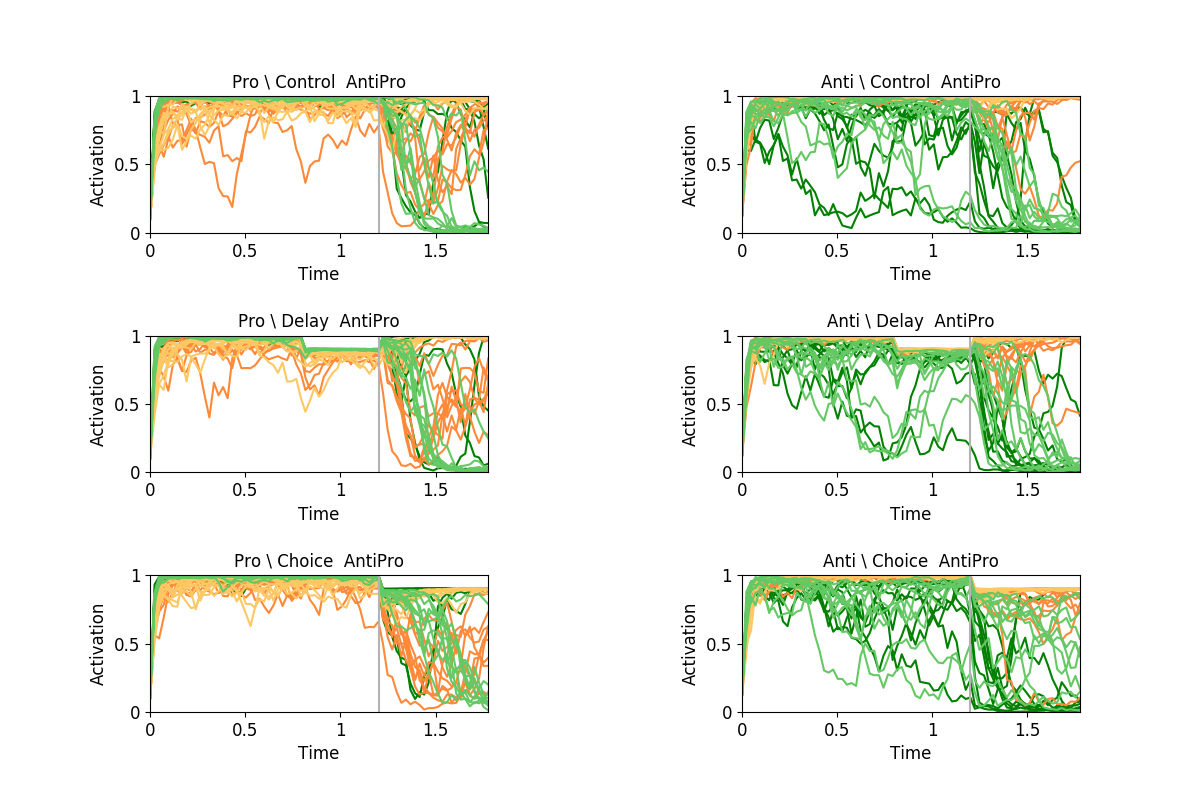 Pro \ Control  AntiPro
Activation
1
0.5
0
0
0.5
1
1.5
Time
Anti \ Control  AntiPro
Activation
1
0.5
0
0
0.5
1
1.5
Time
Pro \ Delay  AntiPro
Activation
1
0.5
0
0
0.5
1
1.5
Time
Anti \ Delay  AntiPro
Activation
1
0.5
0
0
0.5
1
1.5
Time
Pro \ Choice  AntiPro
Activation
1
0.5
0
0
0.5
1
1.5
Time
Anti \ Choice  AntiPro
Activation
1
0.5
0
0
0.5
1
1.5
Time